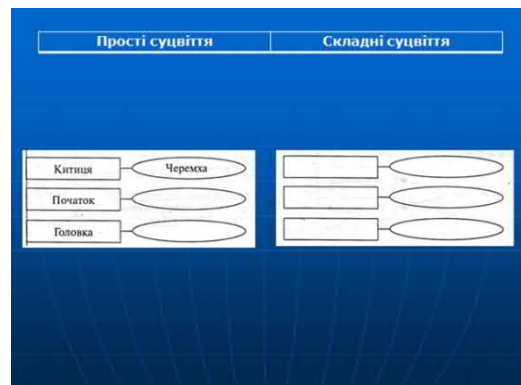 Прості суцвіття Складні суцвіття
Китиця Черемха
Початок
Головка